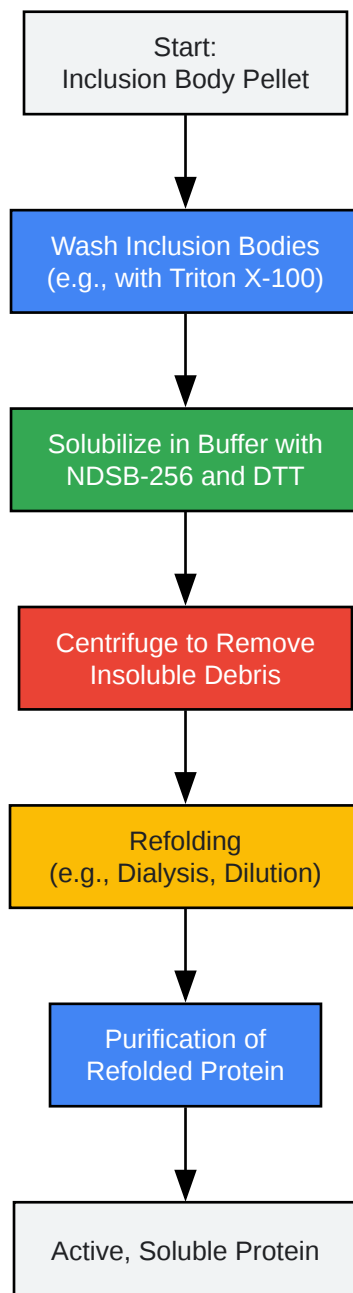 Start:
Inclusion Body Pellet
Wash Inclusion Bodies
(e.g., with Triton X-100)
Solubilize in Buffer with
NDSB-256 and DTT
Centrifuge to Remove
Insoluble Debris
Refolding
(e.g., Dialysis, Dilution)
Purification of
Refolded Protein
Active, Soluble Protein